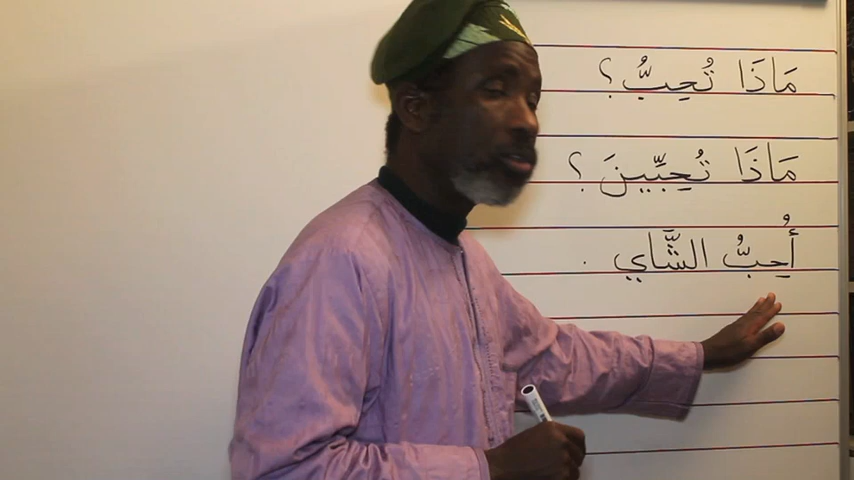 مَاذَا تُحِبُّ ؟
مَاذَا تُحِبِّينَ ؟
أُحِبُّ الشَّاي .